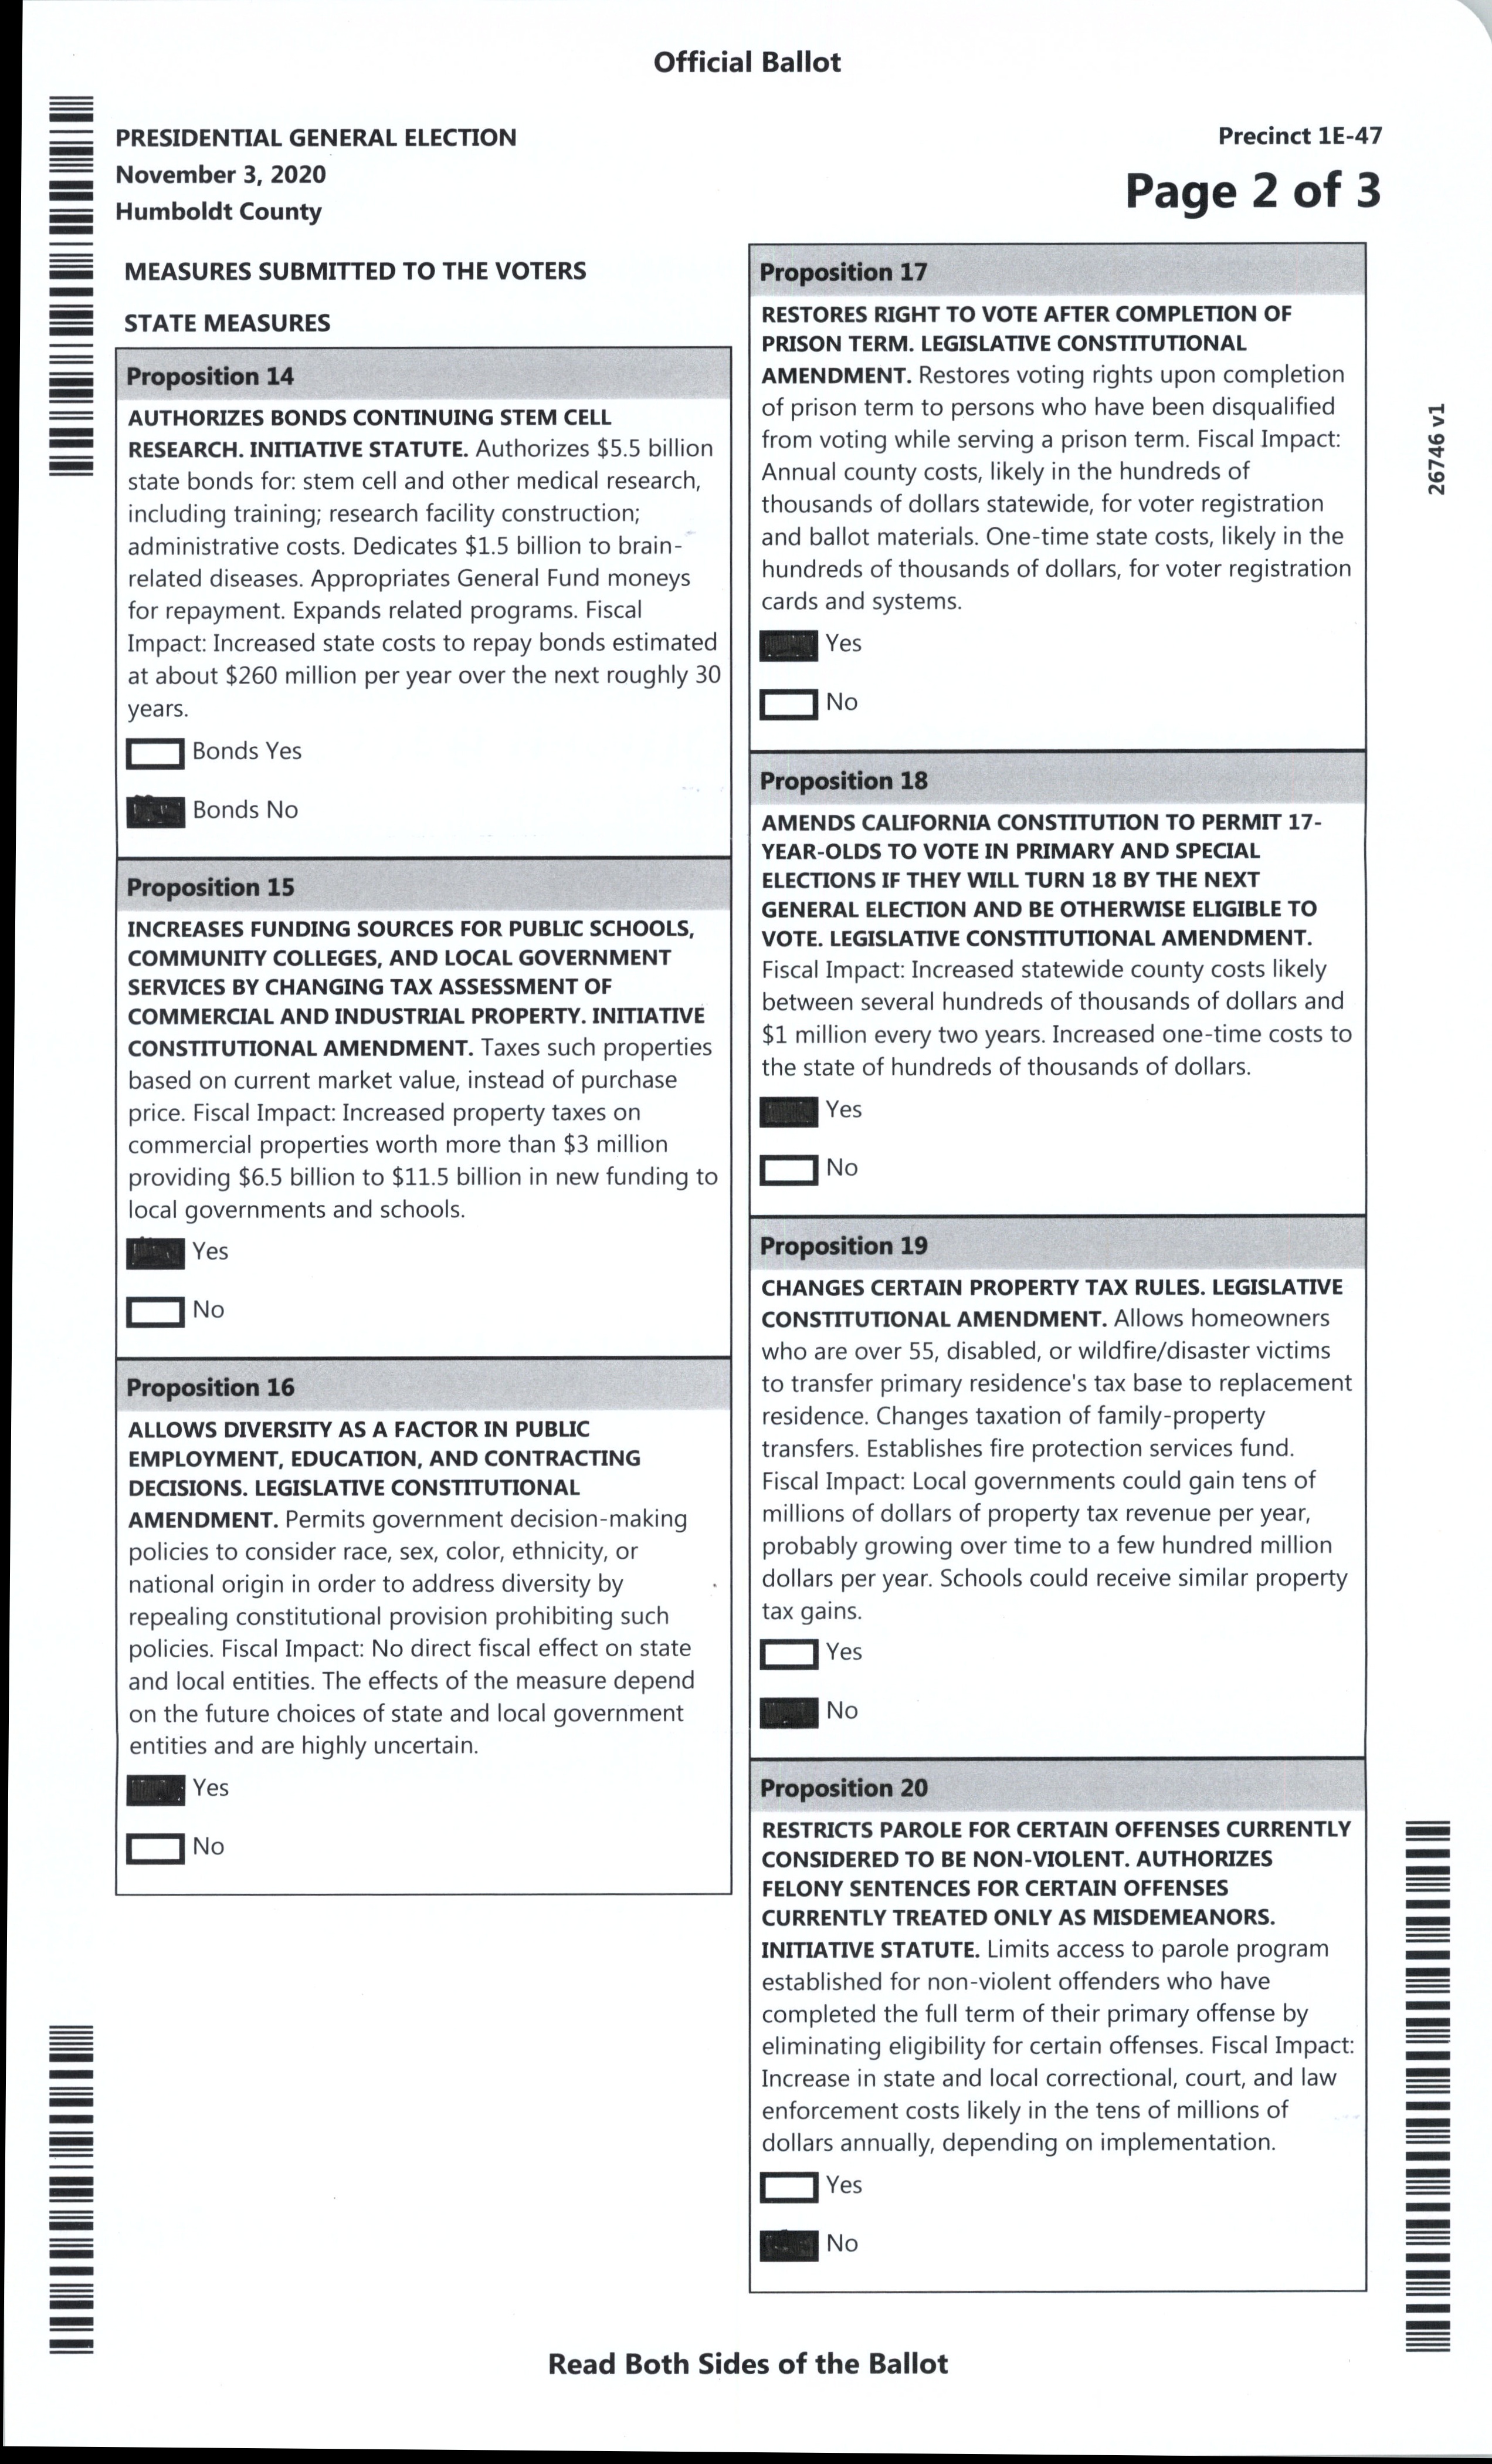 Official Ballot
PRESIDENTIAL GENERAL ELECTION
November 3, 2020
Humboldt County
Precinct 1E-47
Page 2 of 3
MEASURES SUBMITTED TO THE VOTERS
STATE MEASURES
Proposition 14
AUTHORIZES BONDS CONTINUING STEM CELL
RESEARCH. INITIATIVE STATUTE. Authorizes $5.5 billion
state bonds for: stem cell and other medical research,
including training; research facility construction;
administrative costs. Dedicates $1.5 billion to brain-
related diseases. Appropriates General Fund moneys
for repayment. Expands related programs. Fiscal
Impact: Increased state costs to repay bonds estimated
at about $260 million per year over the next roughly 30
years.
Bonds Yes
Bonds No
Proposition 15
INCREASES FUNDING SOURCES FOR PUBLIC SCHOOLS,
COMMUNITY COLLEGES, AND LOCAL GOVERNMENT
SERVICES BY CHANGING TAX ASSESSMENT OF
COMMERCIAL AND INDUSTRIAL PROPERTY. INITIATIVE
CONSTITUTIONAL AMENDMENT. Taxes such properties
based on current market value, instead of purchase
price. Fiscal Impact: Increased property taxes on
commercial properties worth more than $3 million
providing $6.5 billion to $11.5 billion in new funding to
local governments and schools.
Yes
No
Proposition 16
ALLOWS DIVERSITY AS A FACTOR IN PUBLIC
EMPLOYMENT, EDUCATION, AND CONTRACTING
DECISIONS. LEGISLATIVE CONSTITUTIONAL
AMENDMENT. Permits government decision-making
policies to consider race, sex, color, ethnicity, or
national origin in order to address diversity by
repealing constitutional provision prohibiting such
policies. Fiscal Impact: No direct fiscal effect on state
and local entities. The effects of the measure depend
on the future choices of state and local government
entities and are highly uncertain.
Yes
No
Proposition 17
RESTORES RIGHT TO VOTE AFTER COMPLETION OF
PRISON TERM. LEGISLATIVE CONSTITUTIONAL
AMENDMENT. Restores voting rights upon completion
of prison term to persons who have been disqualified
from voting while serving a prison term. Fiscal Impact:
Annual county costs, likely in the hundreds of
thousands of dollars statewide, for voter registration
and ballot materials. One-time state costs, likely in the
hundreds of thousands of dollars, for voter registration
cards and systems.
Yes
No
Proposition 18
AMENDS CALIFORNIA CONSTITUTION TO PERMIT 17-
YEAR-OLDS TO VOTE IN PRIMARY AND SPECIAL
ELECTIONS IF THEY WILL TURN 18 BY THE NEXT
GENERAL ELECTION AND BE OTHERWISE ELIGIBLE TO
VOTE. LEGISLATIVE CONSTITUTIONAL AMENDMENT.
Fiscal Impact: Increased statewide county costs likely
between several hundreds of thousands of dollars and
$1 million every two years. Increased one-time costs to
the state of hundreds of thousands of dollars.
Yes
No
Proposition 19
CHANGES CERTAIN PROPERTY TAX RULES. LEGISLATIVE
CONSTITUTIONAL AMENDMENT. Allows homeowners
who are over 55, disabled, or wildfire/disaster victims
to transfer primary residence's tax base to replacement
residence. Changes taxation of family-property
transfers. Establishes fire protection services fund.
Fiscal Impact: Local governments could gain tens of
millions of dollars of property tax revenue per year,
probably growing over time to a few hundred million
dollars per year. Schools could receive similar property
tax gains.
Yes
No
Proposition 20
RESTRICTS PAROLE FOR CERTAIN OFFENSES CURRENTLY
CONSIDERED TO BE NON-VIOLENT. AUTHORIZES
FELONY SENTENCES FOR CERTAIN OFFENSES
CURRENTLY TREATED ONLY AS MISDEMEANORS.
INITIATIVE STATUTE. Limits access to parole program
established for non-violent offenders who have
completed the full term of their primary offense by
eliminating eligibility for certain offenses. Fiscal Impact:
Increase in state and local correctional, court, and law
enforcement costs likely in the tens of millions of
dollars annually, depending on implementation.
Yes
No
26746 v1
Read Both Sides of the Ballot